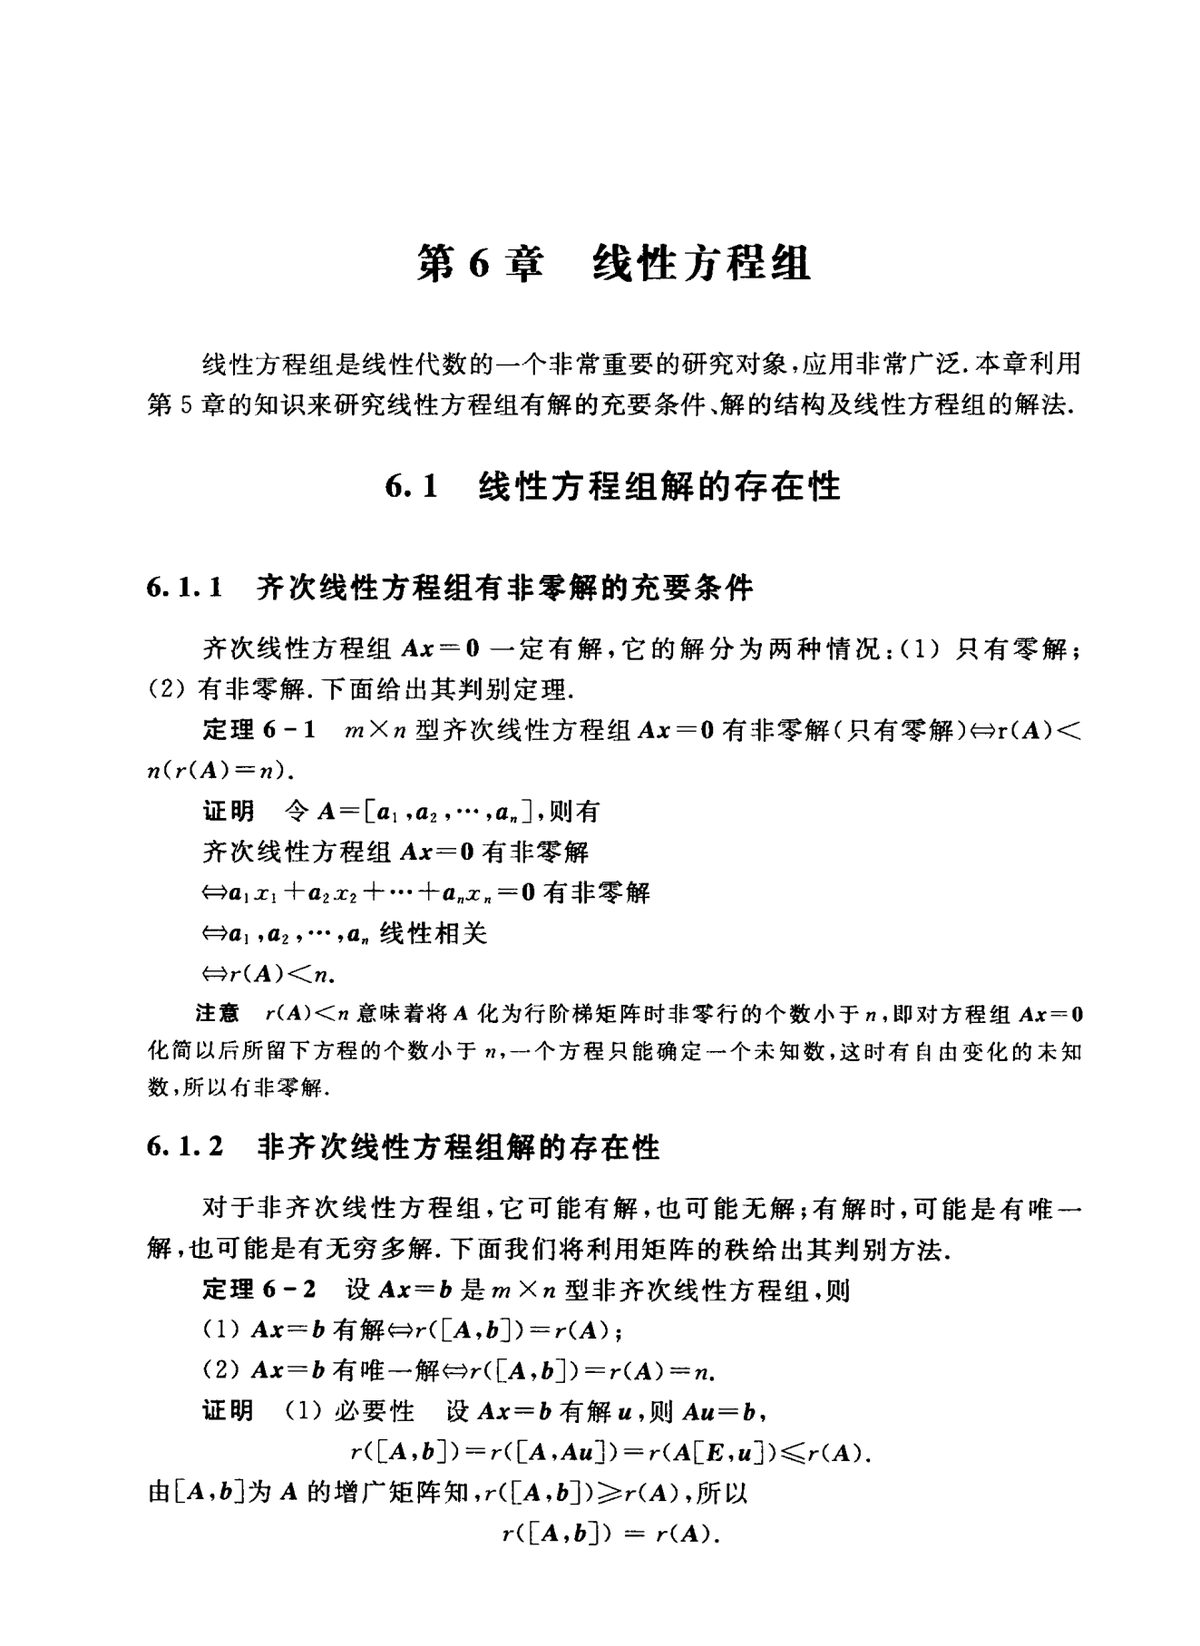 第 6 章 线性方程组
线性方程组是线性代数的一个非常重要的研究对象,应用非常广泛.本章利用
第 5 章的知识来研究线性方程组有解的充要条件、解的结构及线性方程组的解法.
6.1 线性方程组解的存在性
6.1.1 齐次线性方程组有非零解的充要条件
齐次线性方程组 Ax=0 一定有解,它的解分为两种情况:(1) 只有零解;
(2) 有非零解.下面给出其判别定理.
定理 6-1 m×n 型齐次线性方程组 Ax=0 有非零解(只有零解)⇔r(A)<
n(r(A)=n).
证明 令 A=[a₁,a₂,⋯,aₙ],则有
齐次线性方程组 Ax=0 有非零解
⇔a₁x₁+a₂x₂+⋯+aₙxₙ=0 有非零解
⇔a₁,a₂,⋯,aₙ 线性相关
⇔r(A)<n.
注意 r(A)<n 意味着将 A 化为行阶梯矩阵时非零行的个数小于 n,即对方程组 Ax=0
化简以后所留下方程的个数小于 n,一个方程只能确定一个未知数,这时有自由变化的未知
数,所以有非零解.
6.1.2 非齐次线性方程组解的存在性
对于非齐次线性方程组,它可能有解,也可能无解;有解时,可能是有唯一
解,也可能是有无穷多解.下面我们将利用矩阵的秩给出其判别方法.
定理 6-2 设 Ax=b 是 m×n 型非齐次线性方程组,则
(1) Ax=b 有解⇔r([A,b])=r(A);
(2) Ax=b 有唯一解⇔r([A,b])=r(A)=n.
证明 (1) 必要性 设 Ax=b 有解 u,则 Au=b,
r([A,b])=r([A,Au])=r(A[E,u])⩽r(A).
由[A,b]为 A 的增广矩阵知,r([A,b])⩾r(A),所以
r([A,b]) = r(A).